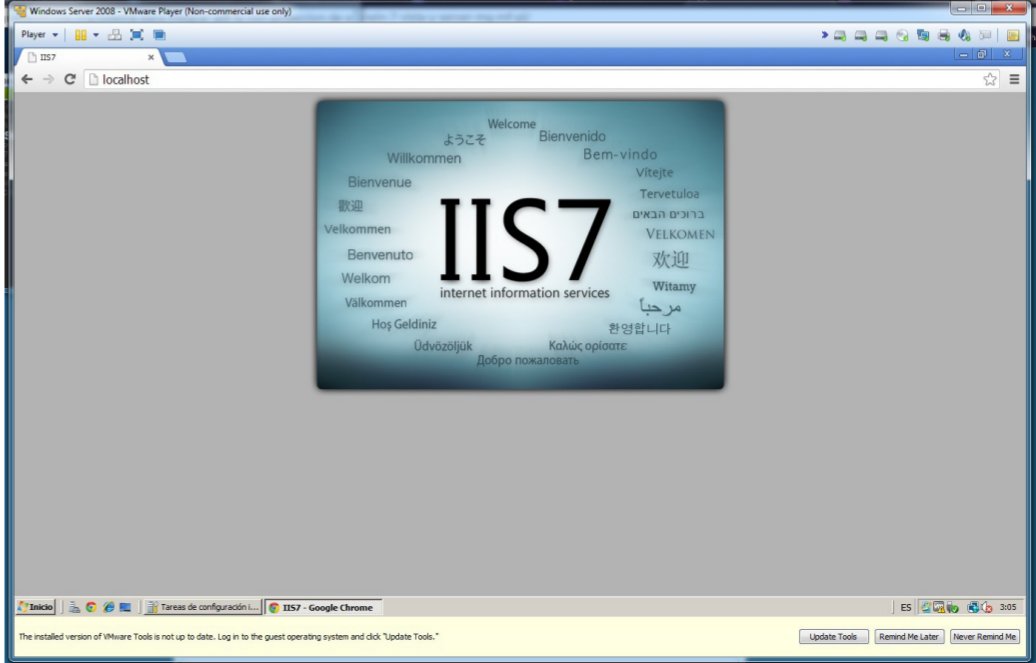 Windows Server 2008 - VMware Player (Non-commercial use only)
Player
IIS7
localhost
Welcome
ようこそ
Bienvenido
Willkommen
Bem-vindo
Vítejte
Bienvenue
Tervetuloa
歡迎
ברוכים הבאים
Velkommen
VELKOMEN
IIS7
Benvenuto
欢迎
Welkom
Witamy
internet information services
Välkommen
مرحباً
Hoş Geldiniz
환영합니다
Üdvözöljük
Καλώς ορίσατε
Добро пожаловать
Inicio
Tareas de configuración i...
IIS7 - Google Chrome
ES
3:05
The installed version of VMware Tools is not up to date. Log in to the guest operating system and click "Update Tools."
Update Tools
Remind Me Later
Never Remind Me